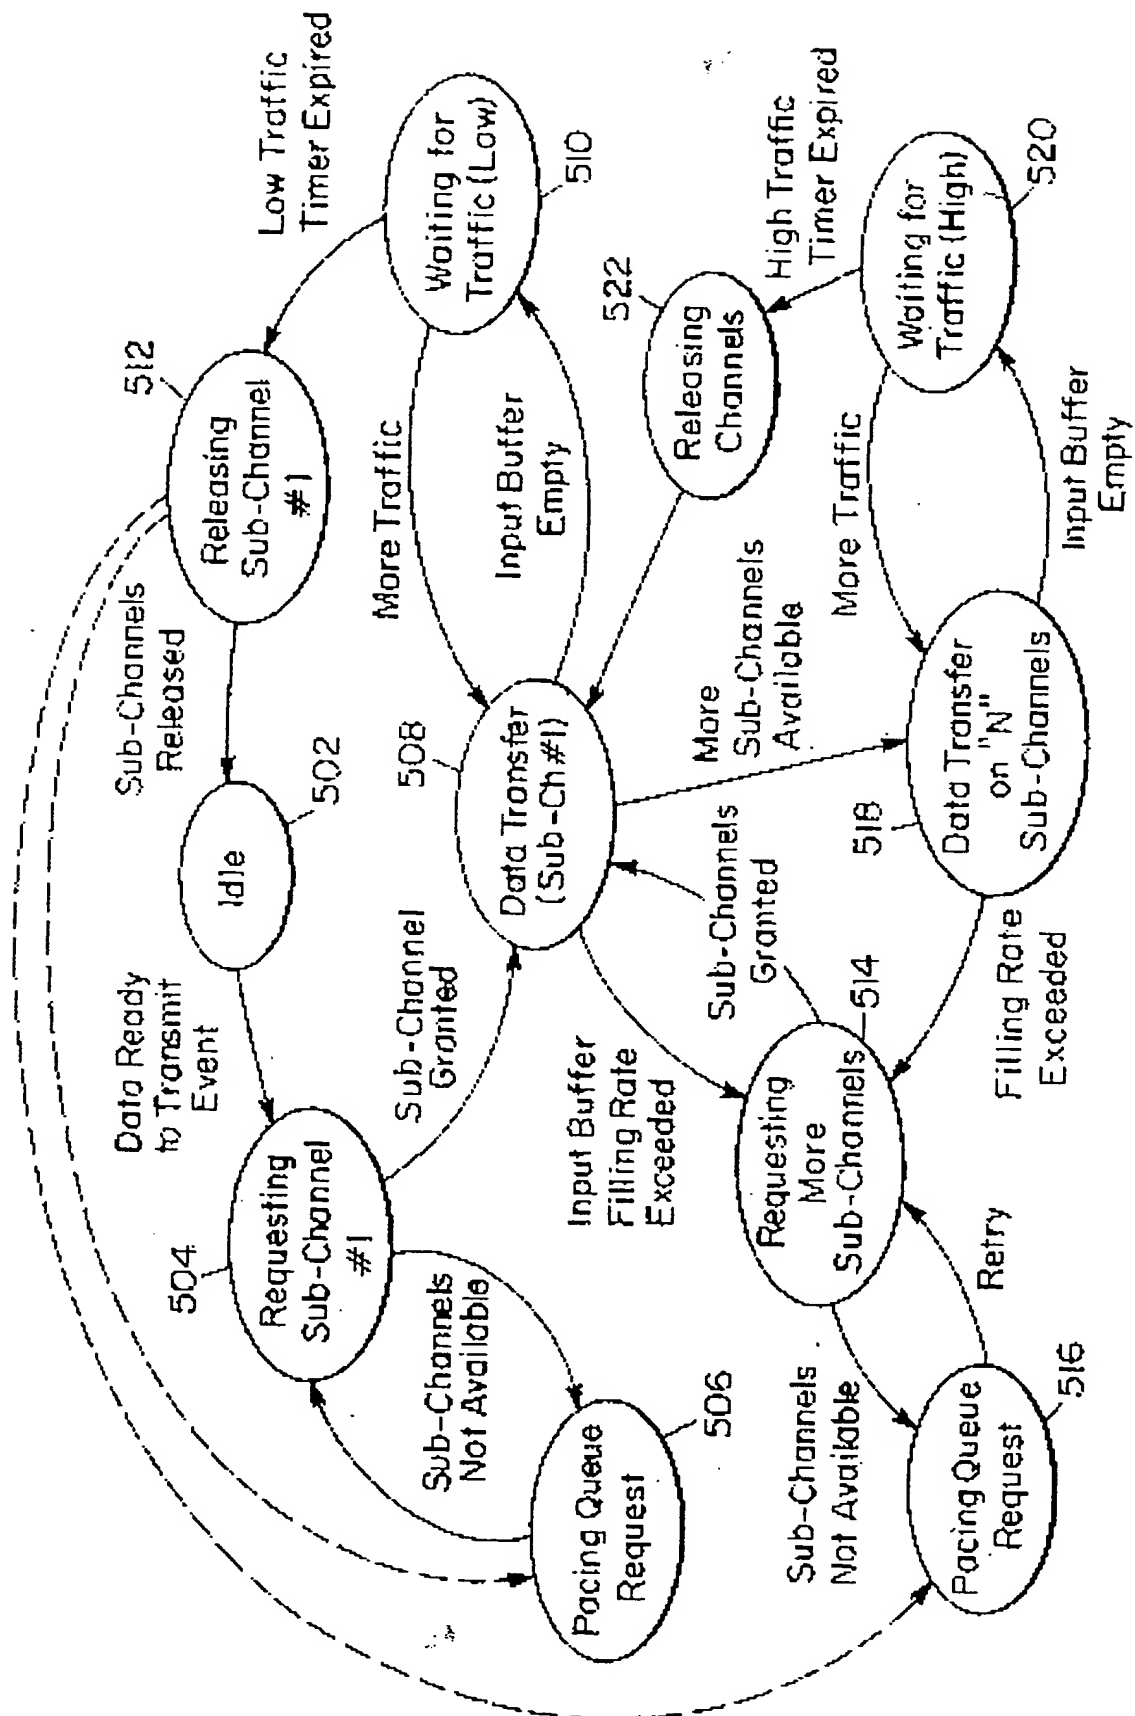 504
Requesting
Sub-Channel
#1
Data Ready
to Transmit
Event
Idle
502
Sub-Channels
Released
512
Releasing
Sub-Channel
#1
Low Traffic
Timer Expired
Pacing Queue
Request
506
Sub-Channels
Not Available
Sub-Channel
Granted
508
Data Transfer
(Sub-Ch#1)
More Traffic
Input Buffer
Empty
Waiting for
Traffic (Low)
510
Input Buffer
Filling Rate
Exceeded
Sub-Channels
Granted
More
Sub-Channels
Available
522
Releasing
Channels
High Traffic
Timer Expired
Requesting
More
Sub-Channels
514
Sub-Channels
Not Available
Retry
Pacing Queue
Request
516
Filling Rate
Exceeded
518
Data Transfer
on "N"
Sub-Channels
More Traffic
Input Buffer
Empty
Waiting for
Traffic (High)
520